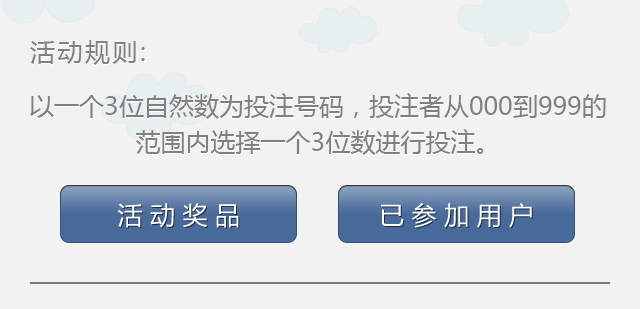 活动规则:
以一个3位自然数为投注号码，投注者从000到999的
范围内选择一个3位数进行投注。
活动奖品
已参加用户